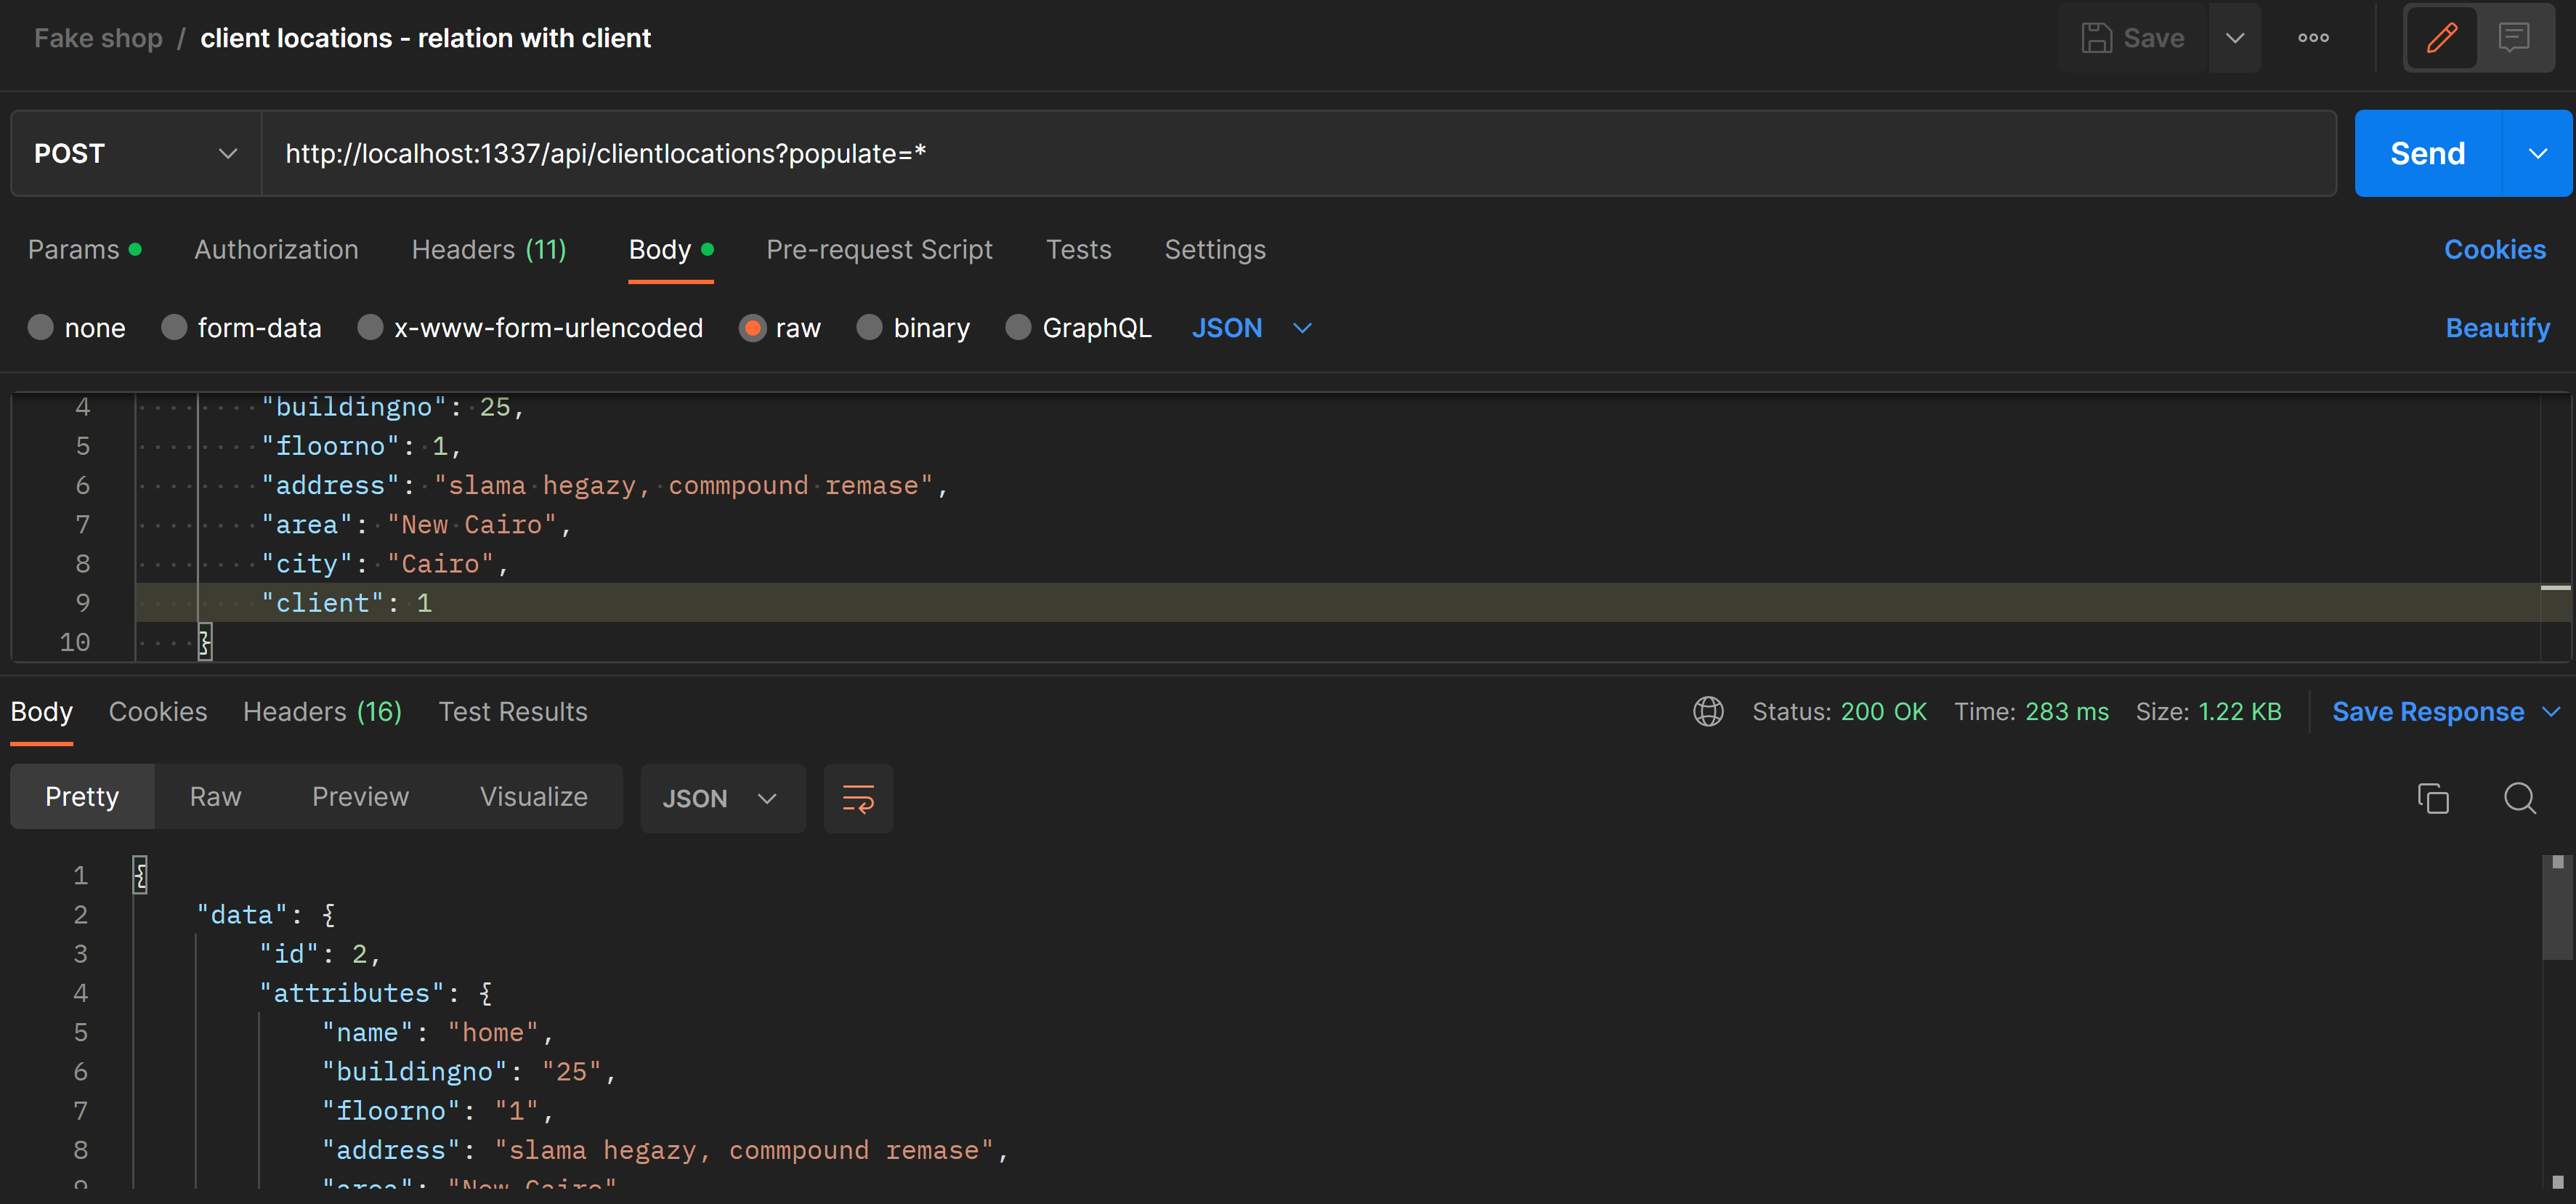 Fake shop / client locations - relation with client
Save
POST
http://localhost:1337/api/clientlocations?populate=*
Send
Params
Authorization
Headers (11)
Body
Pre-request Script
Tests
Settings
Cookies
none
form-data
x-www-form-urlencoded
raw
binary
GraphQL
JSON
Beautify
4 "buildingno": 25,
5 "floorno": 1,
6 "address": "slama hegazy, commpound remase",
7 "area": "New Cairo",
8 "city": "Cairo",
9 "client": 1
10 }
Body
Cookies
Headers (16)
Test Results
Status: 200 OK
Time: 283 ms
Size: 1.22 KB
Save Response
Pretty
Raw
Preview
Visualize
JSON
1 {
2 "data": {
3 "id": 2,
4 "attributes": {
5 "name": "home",
6 "buildingno": "25",
7 "floorno": "1",
8 "address": "slama hegazy, commpound remase",
9 "area": "New Cairo"